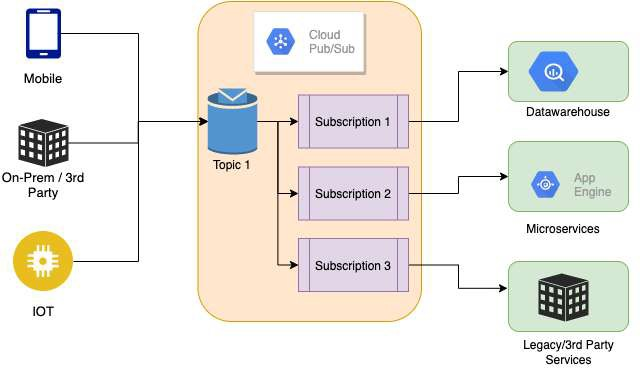 Mobile
On-Prem / 3rd
Party
IOT
Cloud
Pub/Sub
Topic 1
Subscription 1
Subscription 2
Subscription 3
Datawarehouse
App
Engine
Microservices
Legacy/3rd Party
Services